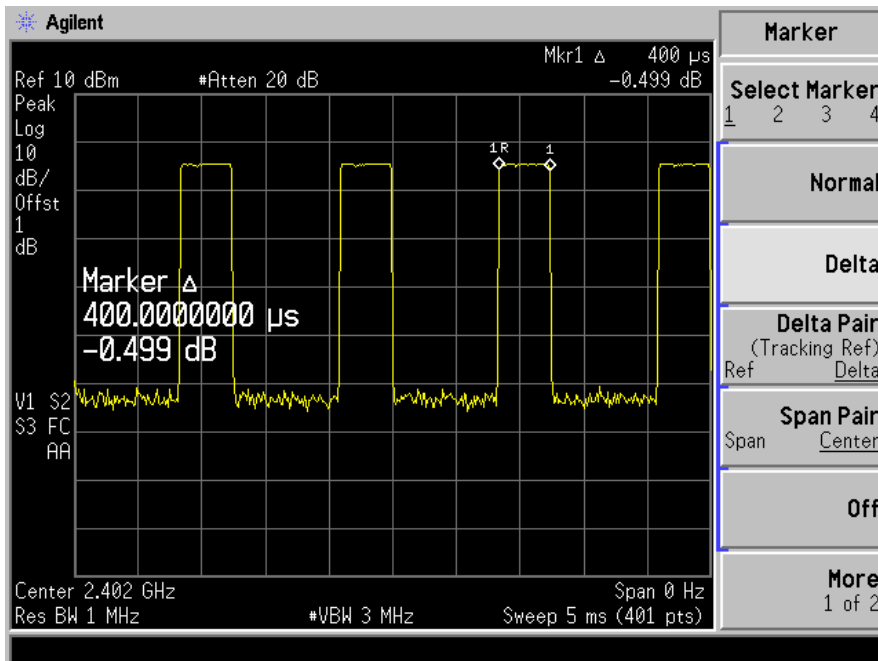 Agilent
Marker
Mkr1 Δ 400 µs
Ref 10 dBm #Atten 20 dB -0.499 dB
Peak
Log
10
dB/
Offst
1
dB
1R 1
Marker Δ
400.0000000 µs
-0.499 dB
V1 S2
S3 FC
AA
Center 2.402 GHz Span 0 Hz
Res BW 1 MHz #VBW 3 MHz Sweep 5 ms (401 pts)
Select Marker
1 2 3 4
Normal
Delta
Delta Pair
(Tracking Ref)
Ref Delta
Span Pair
Span Center
Off
More
1 of 2